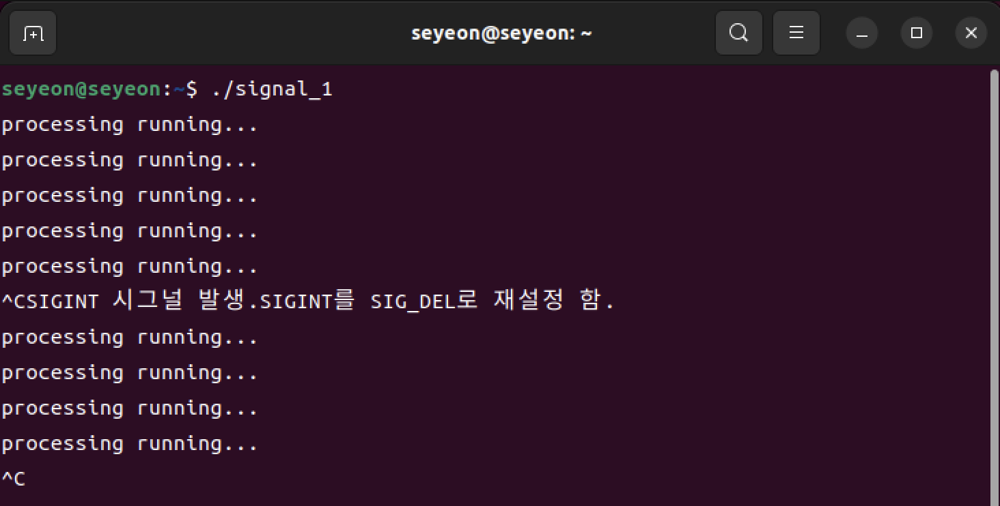 seyeon@seyeon: ~
seyeon@seyeon:~$ ./signal_1
processing running...
processing running...
processing running...
processing running...
processing running...
^CSIGINT 시그널 발생.SIGINT를 SIG_DEL로 재설정 함.
processing running...
processing running...
processing running...
processing running...
^C